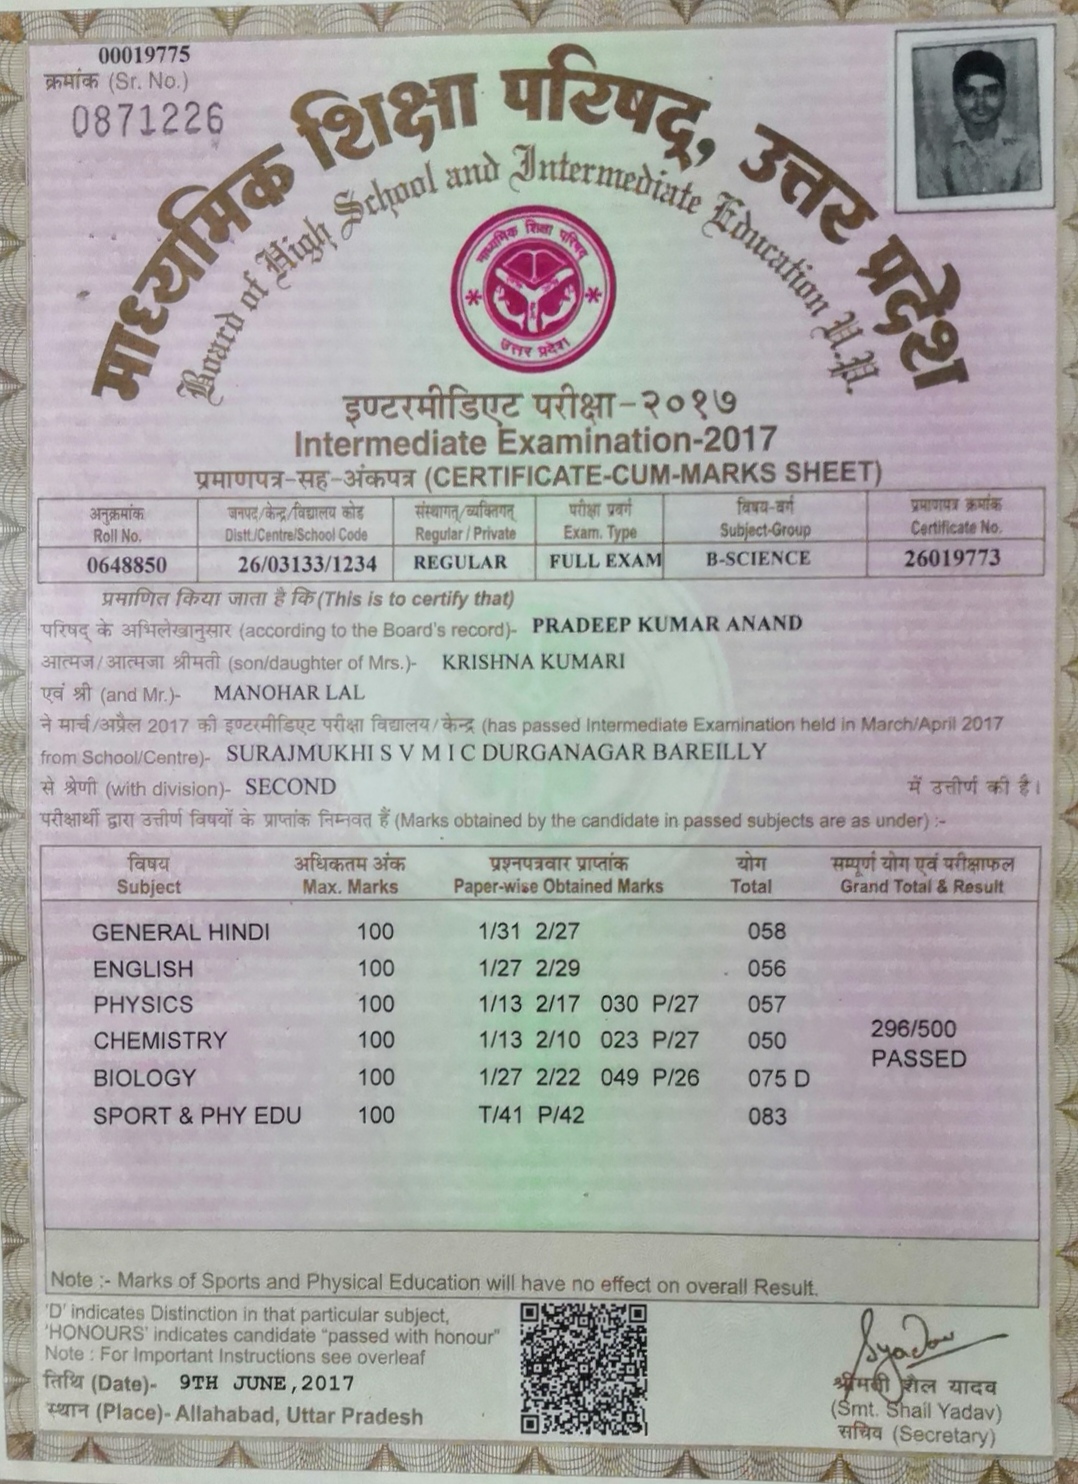 00019775
क्रमांक (Sr. No.)
0871226
माध्यमिक शिक्षा परिषद्, उत्तर प्रदेश
Board of High School and Intermediate Education U.P.
माध्यमिक शिक्षा परिषद
उत्तर प्रदेश
इण्टरमीडिएट परीक्षा-२०१७
Intermediate Examination-2017
प्रमाणपत्र-सह-अंकपत्र (CERTIFICATE-CUM-MARKS SHEET)
अनुक्रमांक जनपद/केन्द्र/विद्यालय कोड संस्थागत्/व्यक्तिगत् परीक्षा प्रवर्ग विषय-वर्ग प्रमाणपत्र क्रमांक
Roll No. Distt./Centre/School Code Regular / Private Exam. Type Subject-Group Certificate No.
0648850 26/03133/1234 REGULAR FULL EXAM B-SCIENCE 26019773
प्रमाणित किया जाता है कि (This is to certify that)
परिषद् के अभिलेखानुसार (according to the Board's record)- PRADEEP KUMAR ANAND
आत्मज/आत्मजा श्रीमती (son/daughter of Mrs.)- KRISHNA KUMARI
एवं श्री (and Mr.)- MANOHAR LAL
ने मार्च/अप्रैल 2017 की इण्टरमीडिएट परीक्षा विद्यालय/केन्द्र (has passed Intermediate Examination held in March/April 2017
from School/Centre)- SURAJMUKHI S V M I C DURGANAGAR BAREILLY
से श्रेणी (with division)- SECOND में उत्तीर्ण की है।
परीक्षार्थी द्वारा उत्तीर्ण विषयों के प्राप्तांक निम्नवत हैं (Marks obtained by the candidate in passed subjects are as under) :-
विषय अधिकतम अंक प्रश्नपत्रवार प्राप्तांक योग सम्पूर्ण योग एवं परीक्षाफल
Subject Max. Marks Paper-wise Obtained Marks Total Grand Total & Result
GENERAL HINDI 100 1/31 2/27 058
ENGLISH 100 1/27 2/29 056
PHYSICS 100 1/13 2/17 030 P/27 057
296/500
CHEMISTRY 100 1/13 2/10 023 P/27 050
PASSED
BIOLOGY 100 1/27 2/22 049 P/26 075 D
SPORT & PHY EDU 100 T/41 P/42 083
Note :- Marks of Sports and Physical Education will have no effect on overall Result.
'D' indicates Distinction in that particular subject,
'HONOURS' indicates candidate "passed with honour"
Note : For Important Instructions see overleaf
तिथि (Date)- 9TH JUNE,2017
स्थान (Place)- Allahabad, Uttar Pradesh
Syadav
श्रीमती शैल यादव
(Smt. Shail Yadav)
सचिव (Secretary)